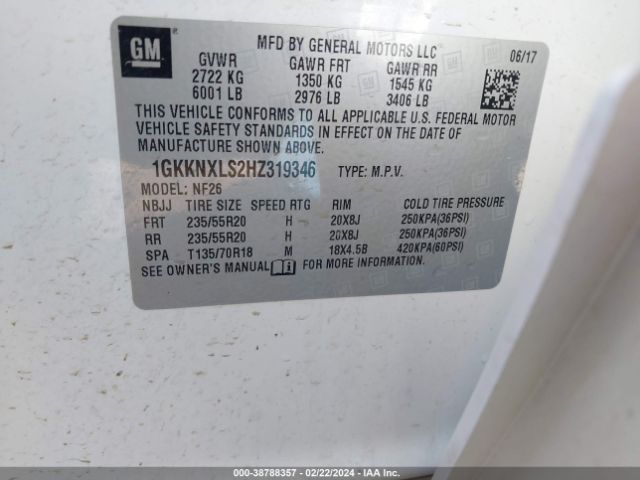 GM
MFD BY GENERAL MOTORS LLC
06/17
GVWR GAWR FRT GAWR RR
2722 KG 1350 KG 1545 KG
6001 LB 2976 LB 3406 LB
THIS VEHICLE CONFORMS TO ALL APPLICABLE U.S. FEDERAL MOTOR
VEHICLE SAFETY STANDARDS IN EFFECT ON THE DATE OF
MANUFACTURE SHOWN ABOVE.
1GKKNXLS2HZ319346 TYPE: M.P.V.
MODEL: NF26
NBJJ TIRE SIZE SPEED RTG RIM COLD TIRE PRESSURE
FRT 235/55R20 H 20X8J 250KPA(36PSI)
RR 235/55R20 H 20X8J 250KPA(36PSI)
SPA T135/70R18 M 18X4.5B 420KPA(60PSI)
SEE OWNER'S MANUAL FOR MORE INFORMATION.
000-38788357 - 02/22/2024 - IAA Inc.